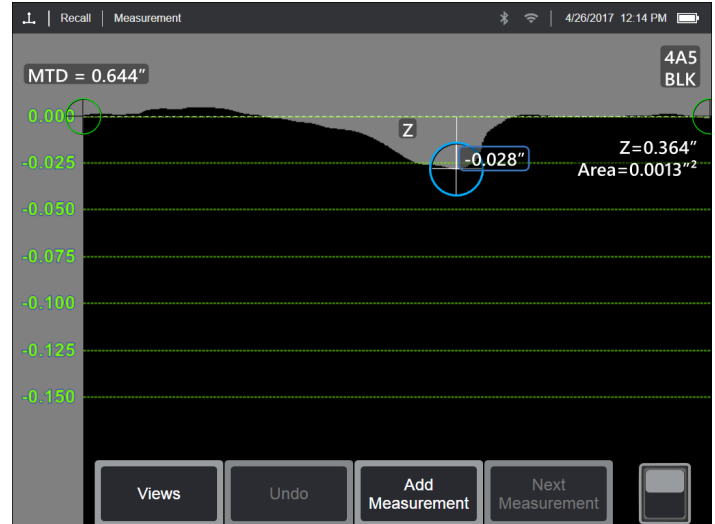 Recall Measurement 4/26/2017 12:14 PM
MTD = 0.644"
4A5
BLK
0.000
Z
-0.028"
Z=0.364"
Area=0.0013"²
-0.025
-0.050
-0.075
-0.100
-0.125
-0.150
Views
Undo
Add
Measurement
Next
Measurement